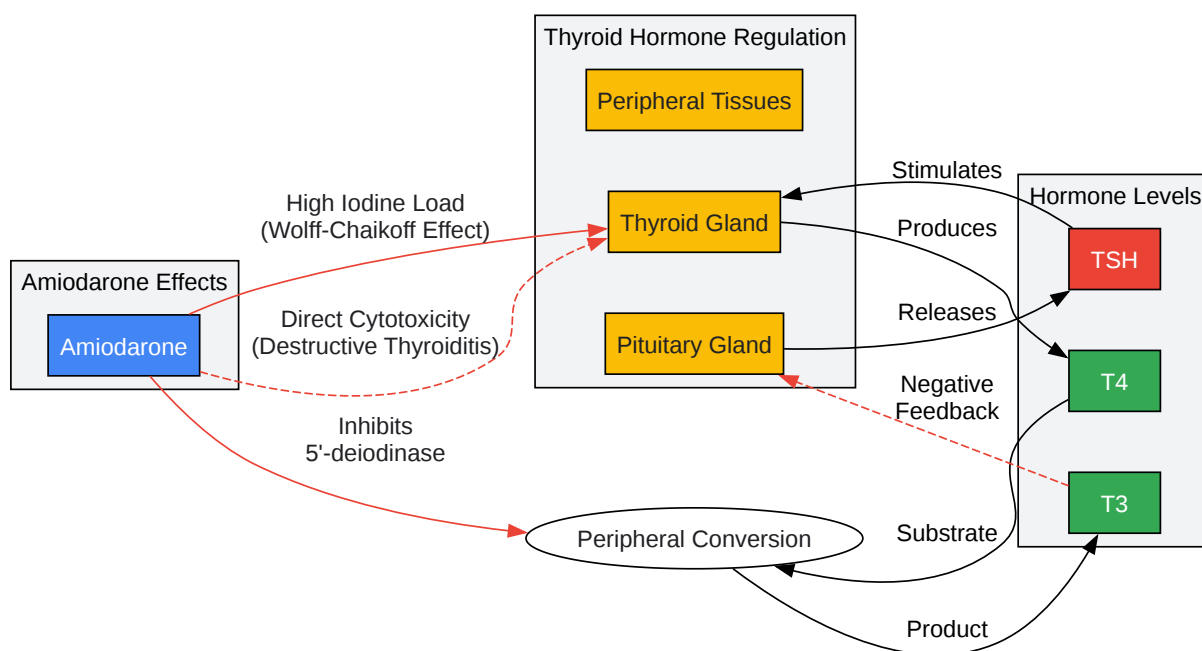 Thyroid Hormone Regulation
Peripheral Tissues
Stimulates
Hormone Levels
High Iodine Load
(Wolff-Chaikoff Effect)
Thyroid Gland
Produces
TSH
Amiodarone Effects
Direct Cytotoxicity
(Destructive Thyroiditis)
Releases
Amiodarone
Pituitary Gland
T4
Negative
Feedback
Inhibits
5'-deiodinase
T3
Peripheral Conversion
Substrate
Product